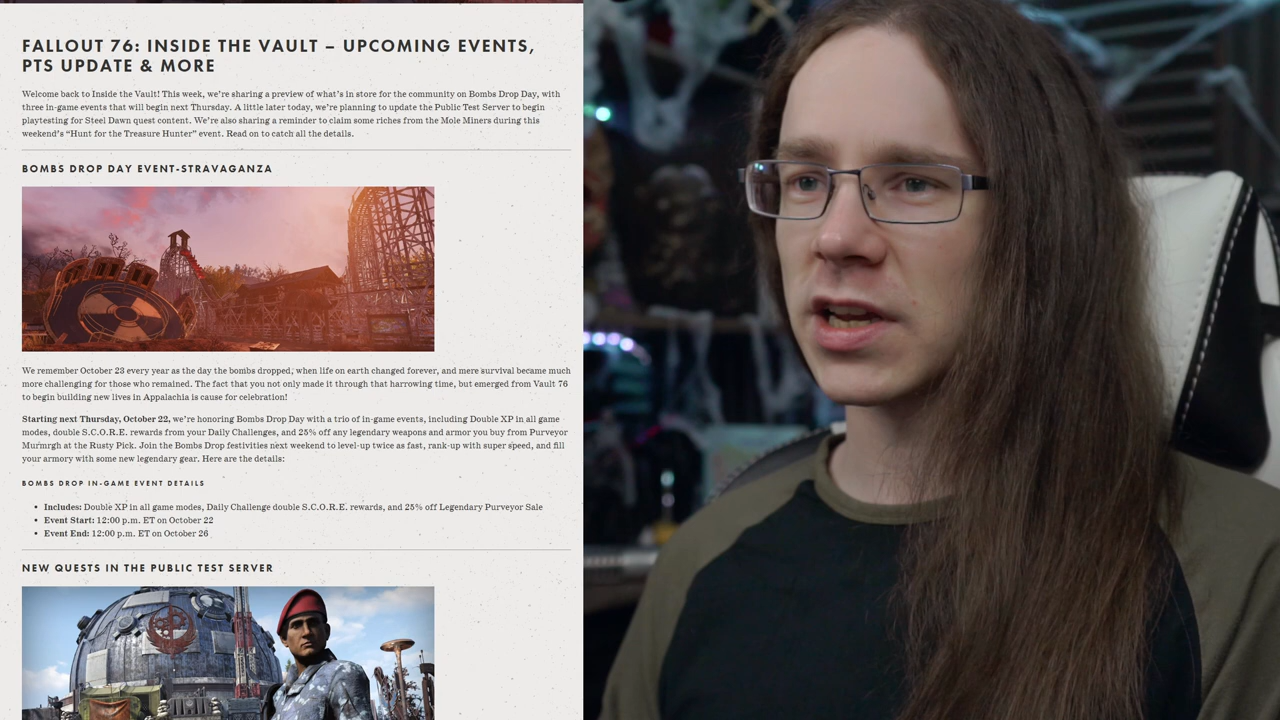 FALLOUT 76: INSIDE THE VAULT – UPCOMING EVENTS,
PTS UPDATE & MORE
Welcome back to Inside the Vault! This week, we're sharing a preview of what's in store for the community on Bombs Drop Day, with
three in-game events that will begin next Thursday. A little later today, we're planning to update the Public Test Server to begin
playtesting for Steel Dawn quest content. We're also sharing a reminder to claim some riches from the Mole Miners during this
weekend's “Hunt for the Treasure Hunter” event. Read on to catch all the details.
BOMBS DROP DAY EVENT-STRAVAGANZA
We remember October 23 every year as the day the bombs dropped; when life on earth changed forever, and mere survival became much
more challenging for those who remained. The fact that you not only made it through that harrowing time, but emerged from Vault 76
to begin building new lives in Appalachia is cause for celebration!
Starting next Thursday, October 22, we're honoring Bombs Drop Day with a trio of in-game events, including Double XP in all game
modes, double S.C.O.R.E. rewards from your Daily Challenges, and 25% off any legendary weapons and armor you buy from Purveyor
Murmrgh at the Rusty Pick. Join the Bombs Drop festivities next weekend to level-up twice as fast, rank-up with super speed, and fill
your armory with some new legendary gear. Here are the details:
BOMBS DROP IN-GAME EVENT DETAILS
• Includes: Double XP in all game modes, Daily Challenge double S.C.O.R.E. rewards, and 25% off Legendary Purveyor Sale
• Event Start: 12:00 p.m. ET on October 22
• Event End: 12:00 p.m. ET on October 26
NEW QUESTS IN THE PUBLIC TEST SERVER